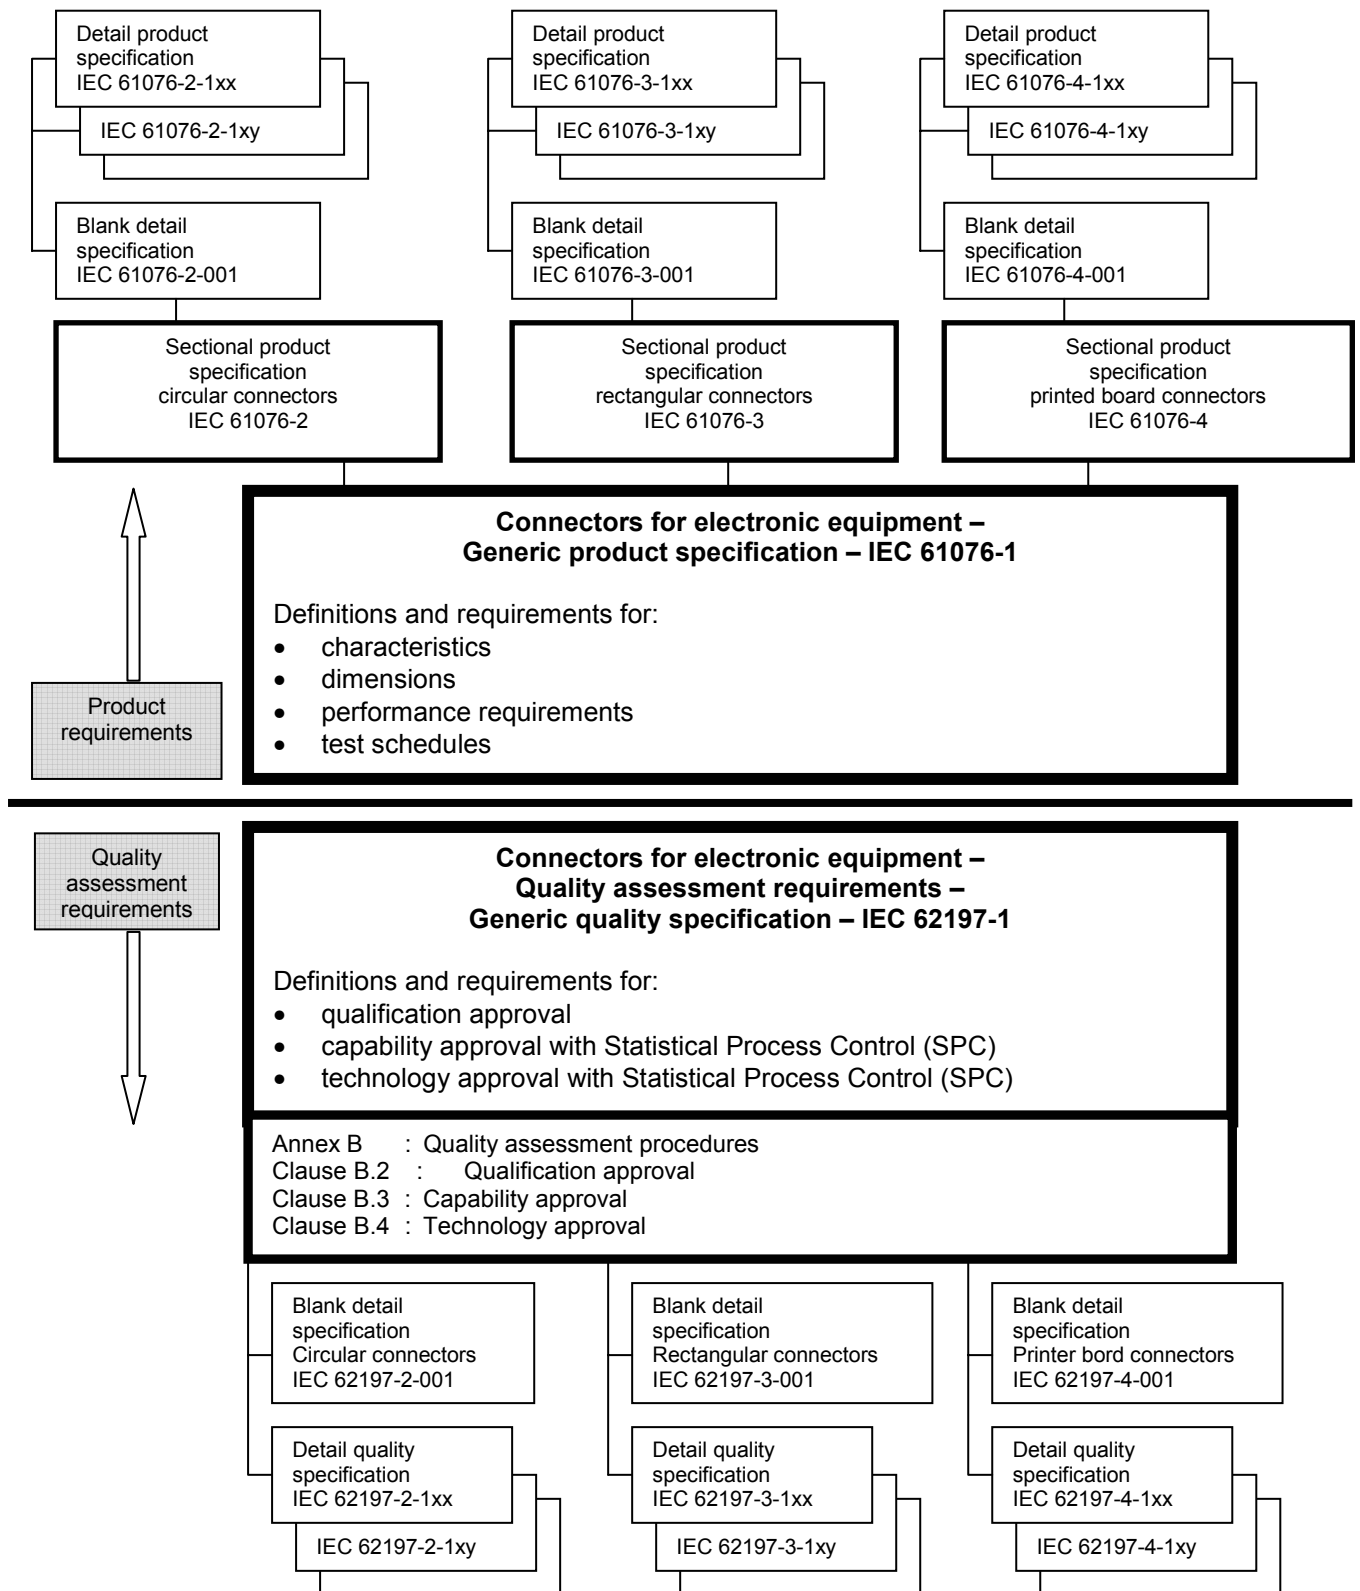 Detail product
specification
IEC 61076-2-1xx
IEC 61076-2-1xy
Blank detail
specification
IEC 61076-2-001
Detail product
specification
IEC 61076-3-1xx
IEC 61076-3-1xy
Blank detail
specification
IEC 61076-3-001
Detail product
specification
IEC 61076-4-1xx
IEC 61076-4-1xy
Blank detail
specification
IEC 61076-4-001
Sectional product
specification
circular connectors
IEC 61076-2
Sectional product
specification
rectangular connectors
IEC 61076-3
Sectional product
specification
printed board connectors
IEC 61076-4
Product
requirements
Connectors for electronic equipment –
Generic product specification – IEC 61076-1
Definitions and requirements for:
• characteristics
• dimensions
• performance requirements
• test schedules
Quality
assessment
requirements
Connectors for electronic equipment –
Quality assessment requirements –
Generic quality specification – IEC 62197-1
Definitions and requirements for:
• qualification approval
• capability approval with Statistical Process Control (SPC)
• technology approval with Statistical Process Control (SPC)
Annex B : Quality assessment procedures
Clause B.2 : Qualification approval
Clause B.3 : Capability approval
Clause B.4 : Technology approval
Blank detail
specification
Circular connectors
IEC 62197-2-001
Detail quality
specification
IEC 62197-2-1xx
IEC 62197-2-1xy
Blank detail
specification
Rectangular connectors
IEC 62197-3-001
Detail quality
specification
IEC 62197-3-1xx
IEC 62197-3-1xy
Blank detail
specification
Printer bord connectors
IEC 62197-4-001
Detail quality
specification
IEC 62197-4-1xx
IEC 62197-4-1xy